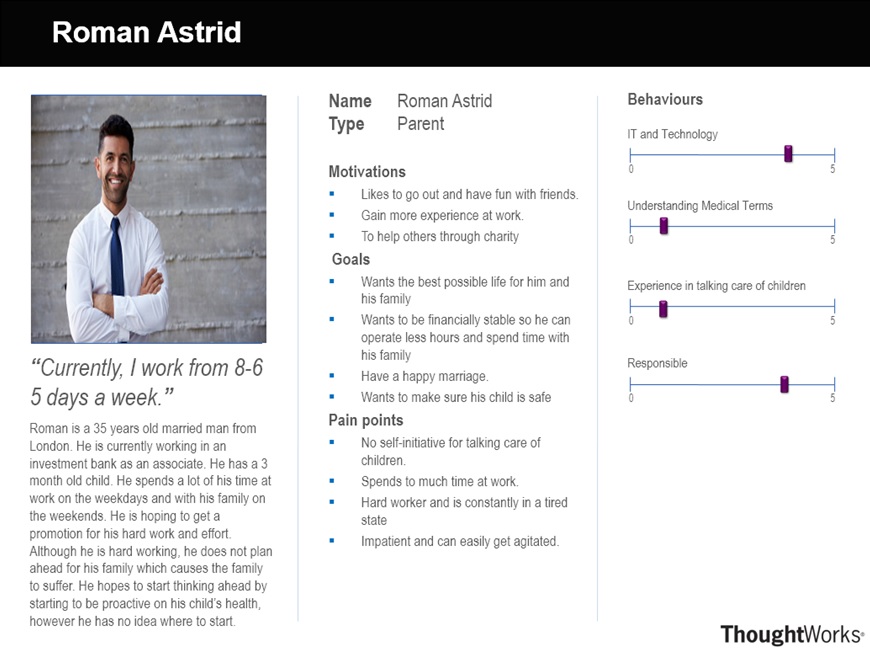 Roman Astrid
“Currently, I work from 8-6
5 days a week.”
Roman is a 35 years old married man from
London. He is currently working in an
investment bank as an associate. He has a 3
month old child. He spends a lot of his time at
work on the weekdays and with his family on
the weekends. He is hoping to get a
promotion for his hard work and effort.
Although he is hard working, he does not plan
ahead for his family which causes the family
to suffer. He hopes to start thinking ahead by
starting to be proactive on his child’s health,
however he has no idea where to start.
Name Roman Astrid
Type Parent
Motivations
▪ Likes to go out and have fun with friends.
▪ Gain more experience at work.
▪ To help others through charity
Goals
▪ Wants the best possible life for him and
his family
▪ Wants to be financially stable so he can
operate less hours and spend time with
his family
▪ Have a happy marriage.
▪ Wants to make sure his child is safe
Pain points
▪ No self-initiative for talking care of
children.
▪ Spends to much time at work.
▪ Hard worker and is constantly in a tired
state
▪ Impatient and can easily get agitated.
Behaviours
IT and Technology
0 5
Understanding Medical Terms
0 5
Experience in talking care of children
0 5
Responsible
0 5
ThoughtWorks®